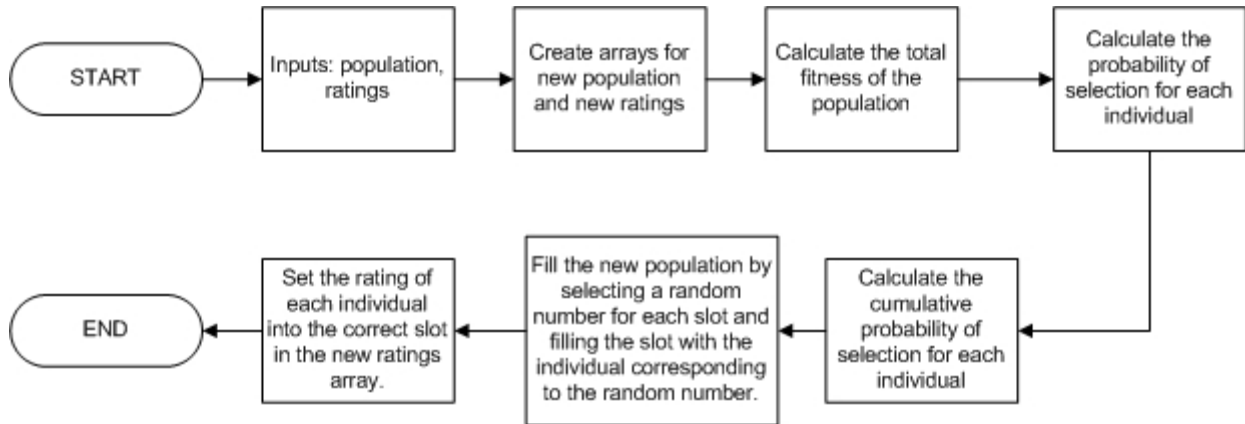 START
Inputs: population,
ratings
Create arrays for
new population
and new ratings
Calculate the total
fitness of the
population
Calculate the
probability of
selection for each
individual
Calculate the
cumulative
probability of
selection for each
individual
Fill the new population by
selecting a random
number for each slot and
filling the slot with the
individual corresponding
to the random number.
Set the rating of
each individual
into the correct slot
in the new ratings
array.
END